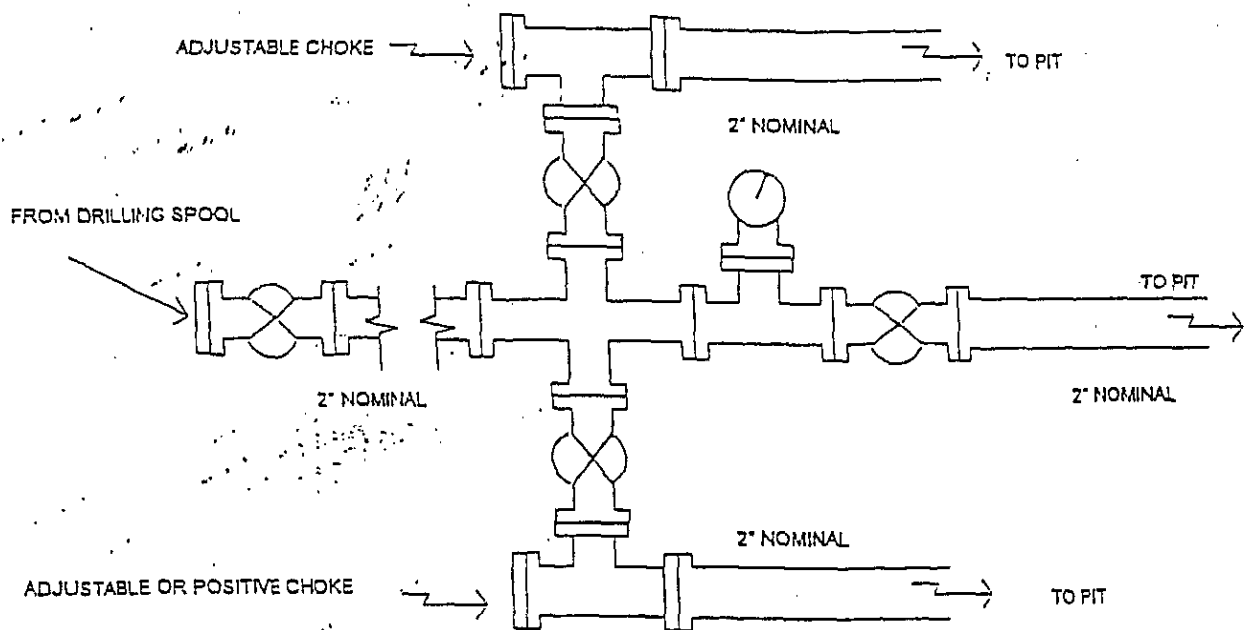 ADJUSTABLE CHOKE
TO PIT
2" NOMINAL
FROM DRILLING SPOOL
TO PIT
2" NOMINAL
2" NOMINAL
2" NOMINAL
ADJUSTABLE OR POSITIVE CHOKE
TO PIT